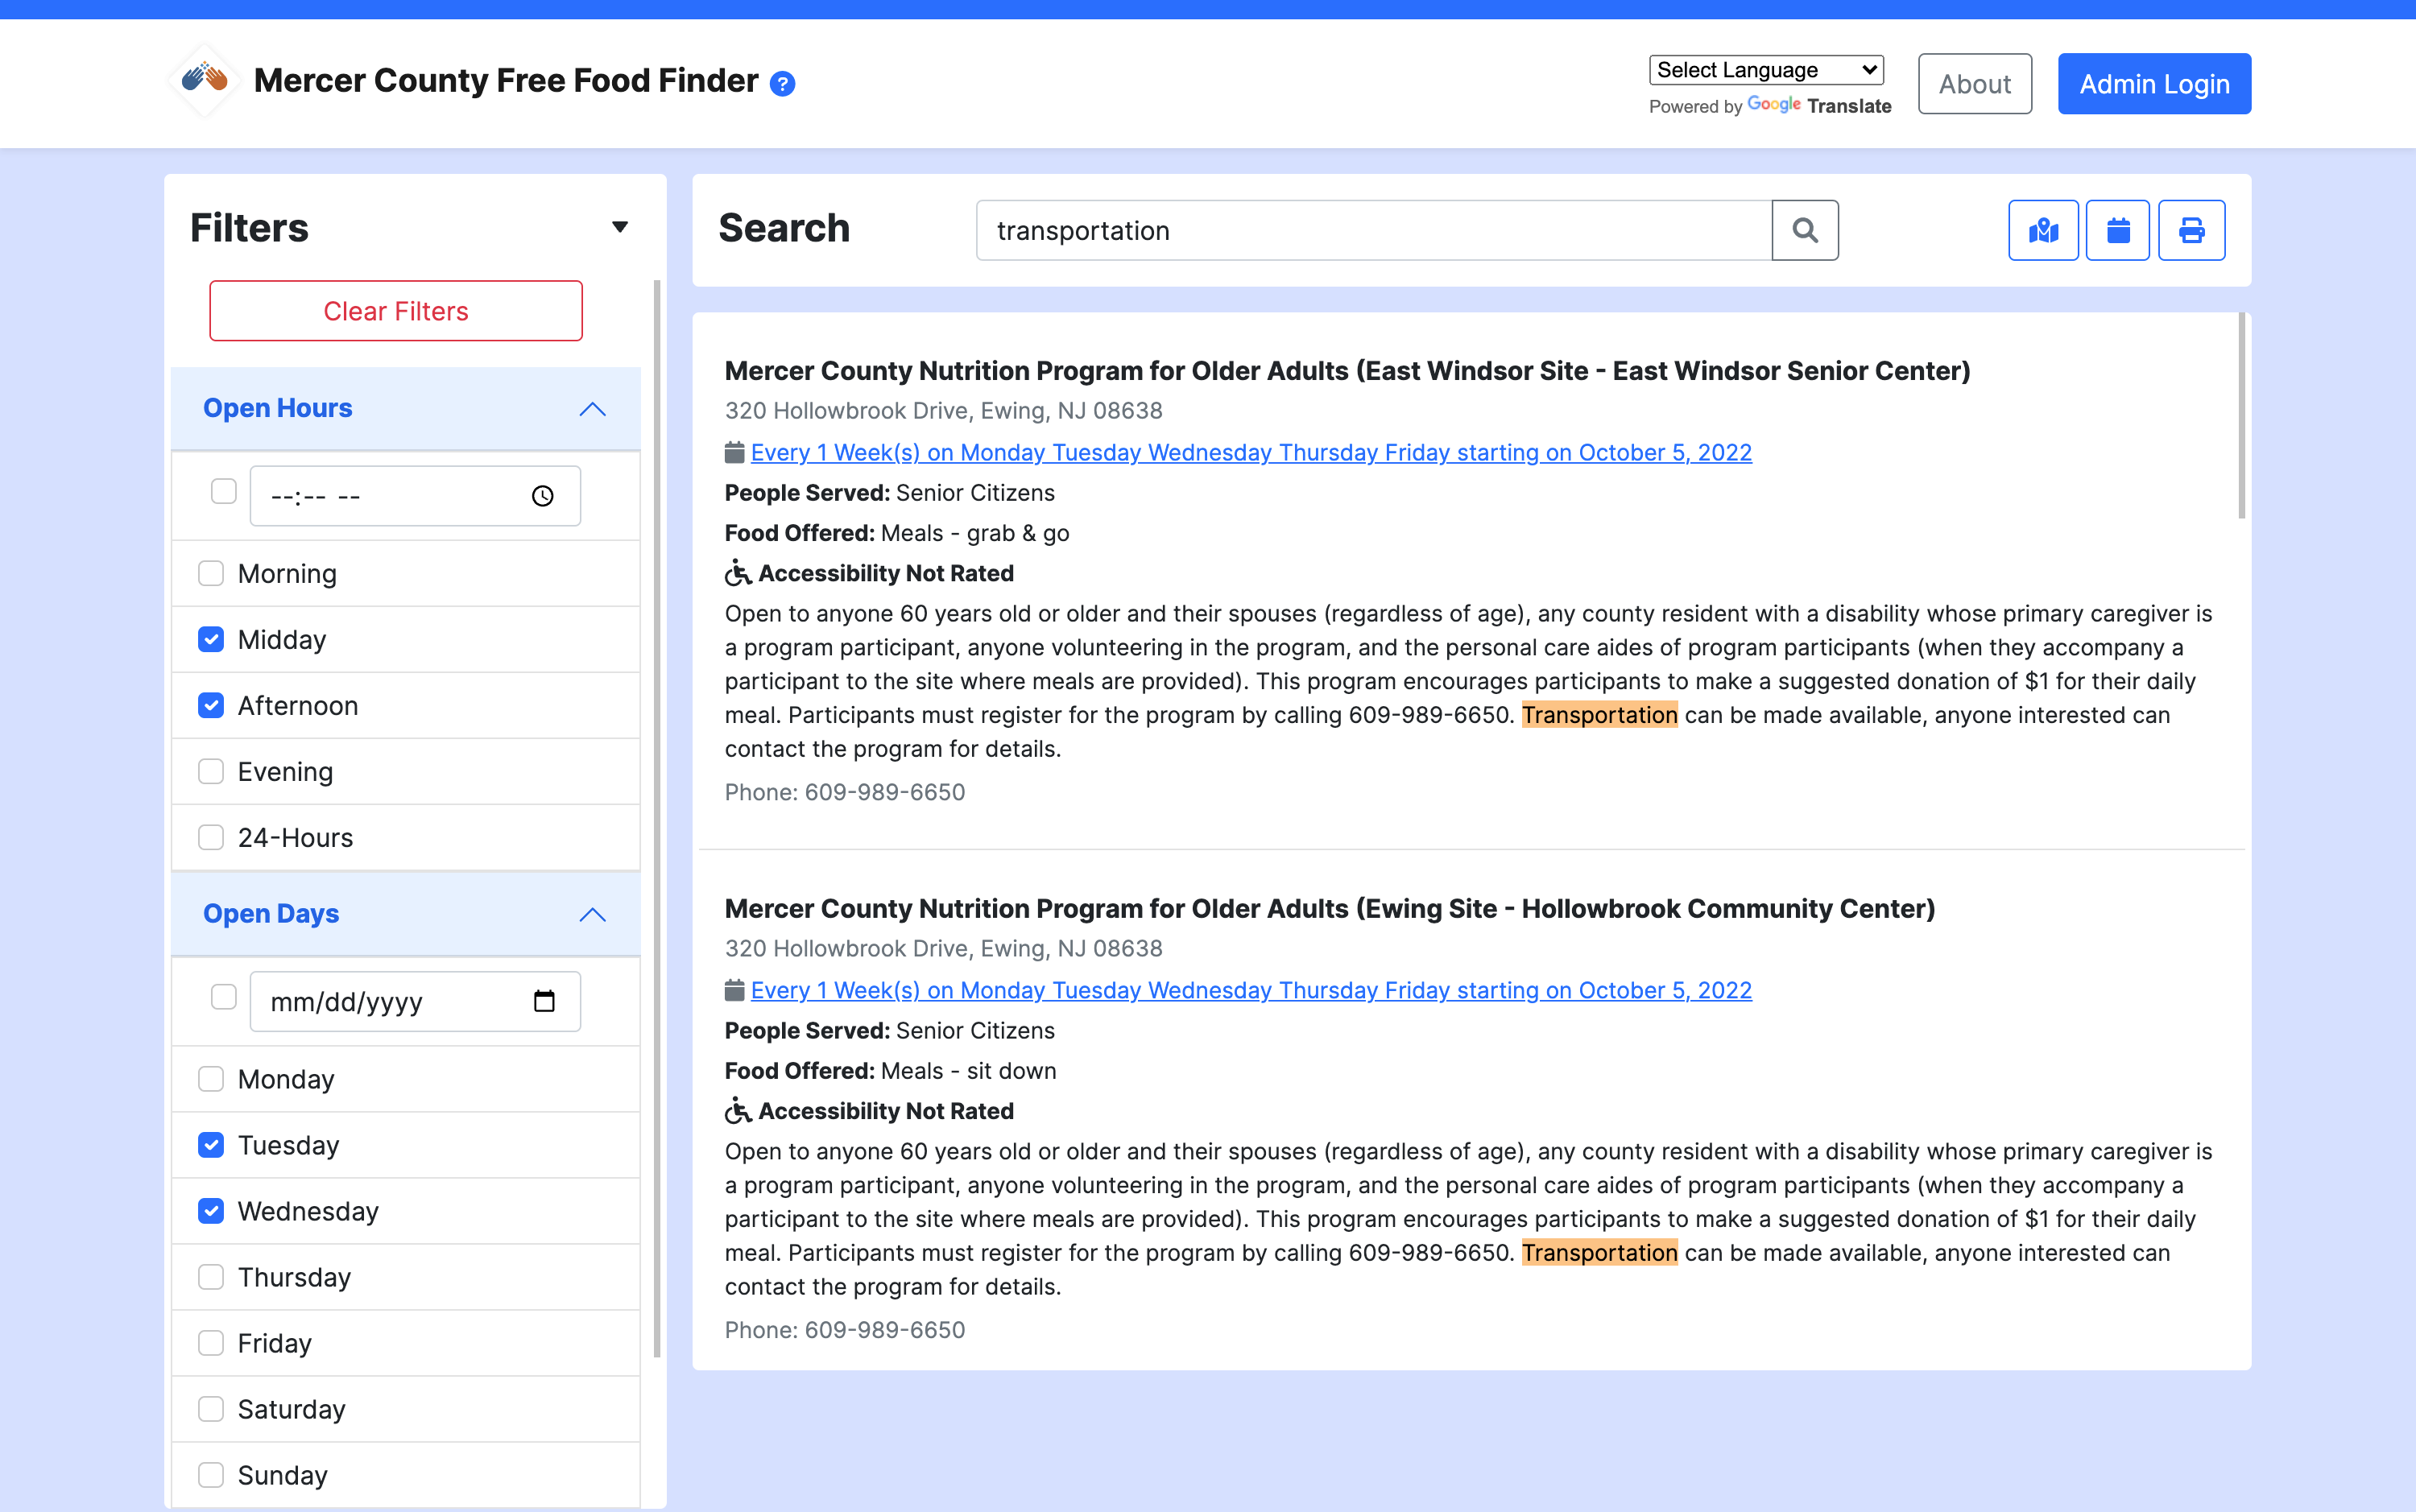 Mercer County Free Food Finder ?
Select Language
Powered by Google Translate
About
Admin Login
Filters
Clear Filters
Open Hours
--:-- --
Morning
Midday
Afternoon
Evening
24-Hours
Open Days
mm/dd/yyyy
Monday
Tuesday
Wednesday
Thursday
Friday
Saturday
Sunday
Search
transportation
Mercer County Nutrition Program for Older Adults (East Windsor Site - East Windsor Senior Center)
320 Hollowbrook Drive, Ewing, NJ 08638
Every 1 Week(s) on Monday Tuesday Wednesday Thursday Friday starting on October 5, 2022
People Served: Senior Citizens
Food Offered: Meals - grab & go
Accessibility Not Rated
Open to anyone 60 years old or older and their spouses (regardless of age), any county resident with a disability whose primary caregiver is
a program participant, anyone volunteering in the program, and the personal care aides of program participants (when they accompany a
participant to the site where meals are provided). This program encourages participants to make a suggested donation of $1 for their daily
meal. Participants must register for the program by calling 609-989-6650. Transportation can be made available, anyone interested can
contact the program for details.
Phone: 609-989-6650
Mercer County Nutrition Program for Older Adults (Ewing Site - Hollowbrook Community Center)
320 Hollowbrook Drive, Ewing, NJ 08638
Every 1 Week(s) on Monday Tuesday Wednesday Thursday Friday starting on October 5, 2022
People Served: Senior Citizens
Food Offered: Meals - sit down
Accessibility Not Rated
Open to anyone 60 years old or older and their spouses (regardless of age), any county resident with a disability whose primary caregiver is
a program participant, anyone volunteering in the program, and the personal care aides of program participants (when they accompany a
participant to the site where meals are provided). This program encourages participants to make a suggested donation of $1 for their daily
meal. Participants must register for the program by calling 609-989-6650. Transportation can be made available, anyone interested can
contact the program for details.
Phone: 609-989-6650